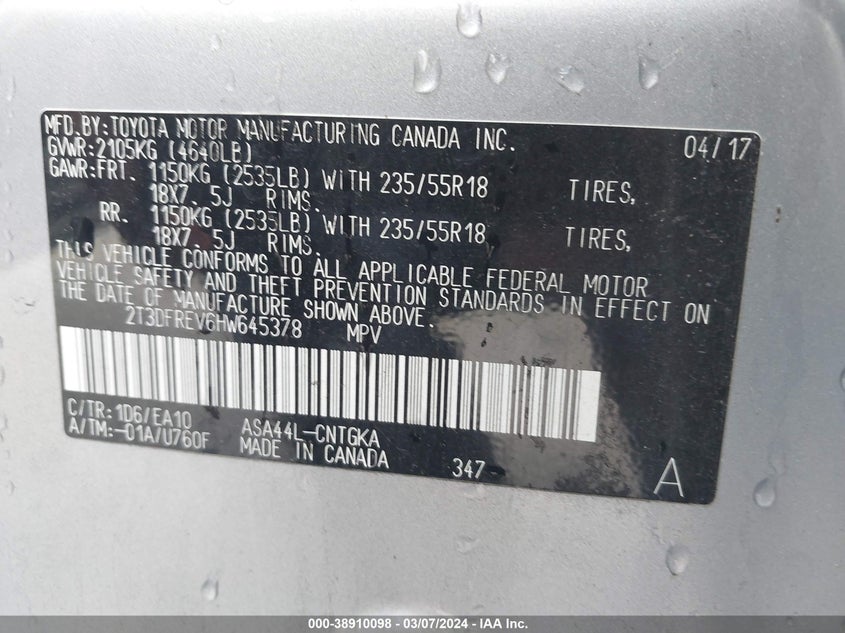 MFD.BY:TOYOTA MOTOR MANUFACTURING CANADA INC. 04/17
GVWR:2105KG (4640LB)
GAWR:FRT. 1150KG (2535LB) WITH 235/55R18 TIRES,
18X7. 5J RIMS.
RR. 1150KG (2535LB) WITH 235/55R18 TIRES,
18X7. 5J RIMS.
THIS VEHICLE CONFORMS TO ALL APPLICABLE FEDERAL MOTOR
VEHICLE SAFETY AND THEFT PREVENTION STANDARDS IN EFFECT ON
THE DATE OF MANUFACTURE SHOWN ABOVE.
2T3DFREV6HW645378 MPV
C/TR:1D6/EA10 ASA44L-CNTGKA
A/TM:-01A/U760F MADE IN CANADA 347 A
000-38910098 — 03/07/2024 — IAA Inc.